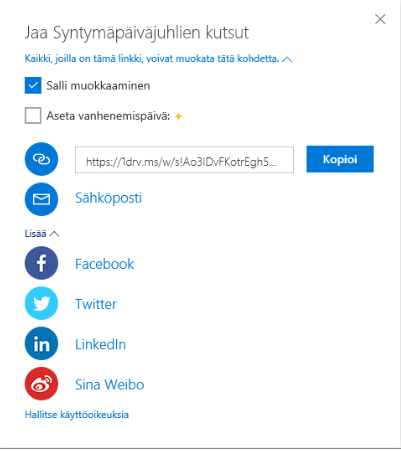 Jaa Syntymäpäiväjuhlien kutsut
Kaikki, joilla on tämä linkki, voivat muokata tätä kohdetta.
Salli muokkaaminen
Aseta vanhenemispäivä:
https://1drv.ms/w/s!Ao3IDvFKotrEgh5...
Kopioi
Sähköposti
Lisää
Facebook
Twitter
LinkedIn
Sina Weibo
Hallitse käyttöoikeuksia